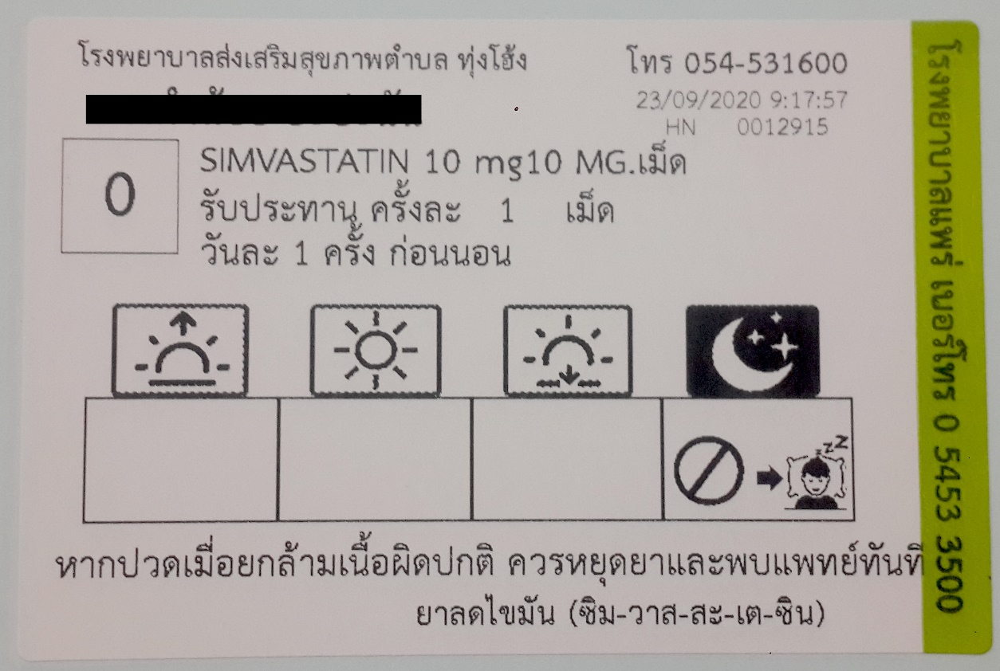 โรงพยาบาลส่งเสริมสุขภาพตำบล ทุ่งโฮ้ง
โทร 054-531600
23/09/2020 9:17:57
HN 0012915
0
SIMVASTATIN 10 mg10 MG.เม็ด
รับประทาน ครั้งละ 1 เม็ด
วันละ 1 ครั้ง ก่อนนอน
zzZ
หากปวดเมื่อยกล้ามเนื้อผิดปกติ ควรหยุดยาและพบแพทย์ทันที
ยาลดไขมัน (ซิม-วาส-สะ-เต-ซิน)
โรงพยาบาลแพร่ เบอร์โทร 0 5453 3500